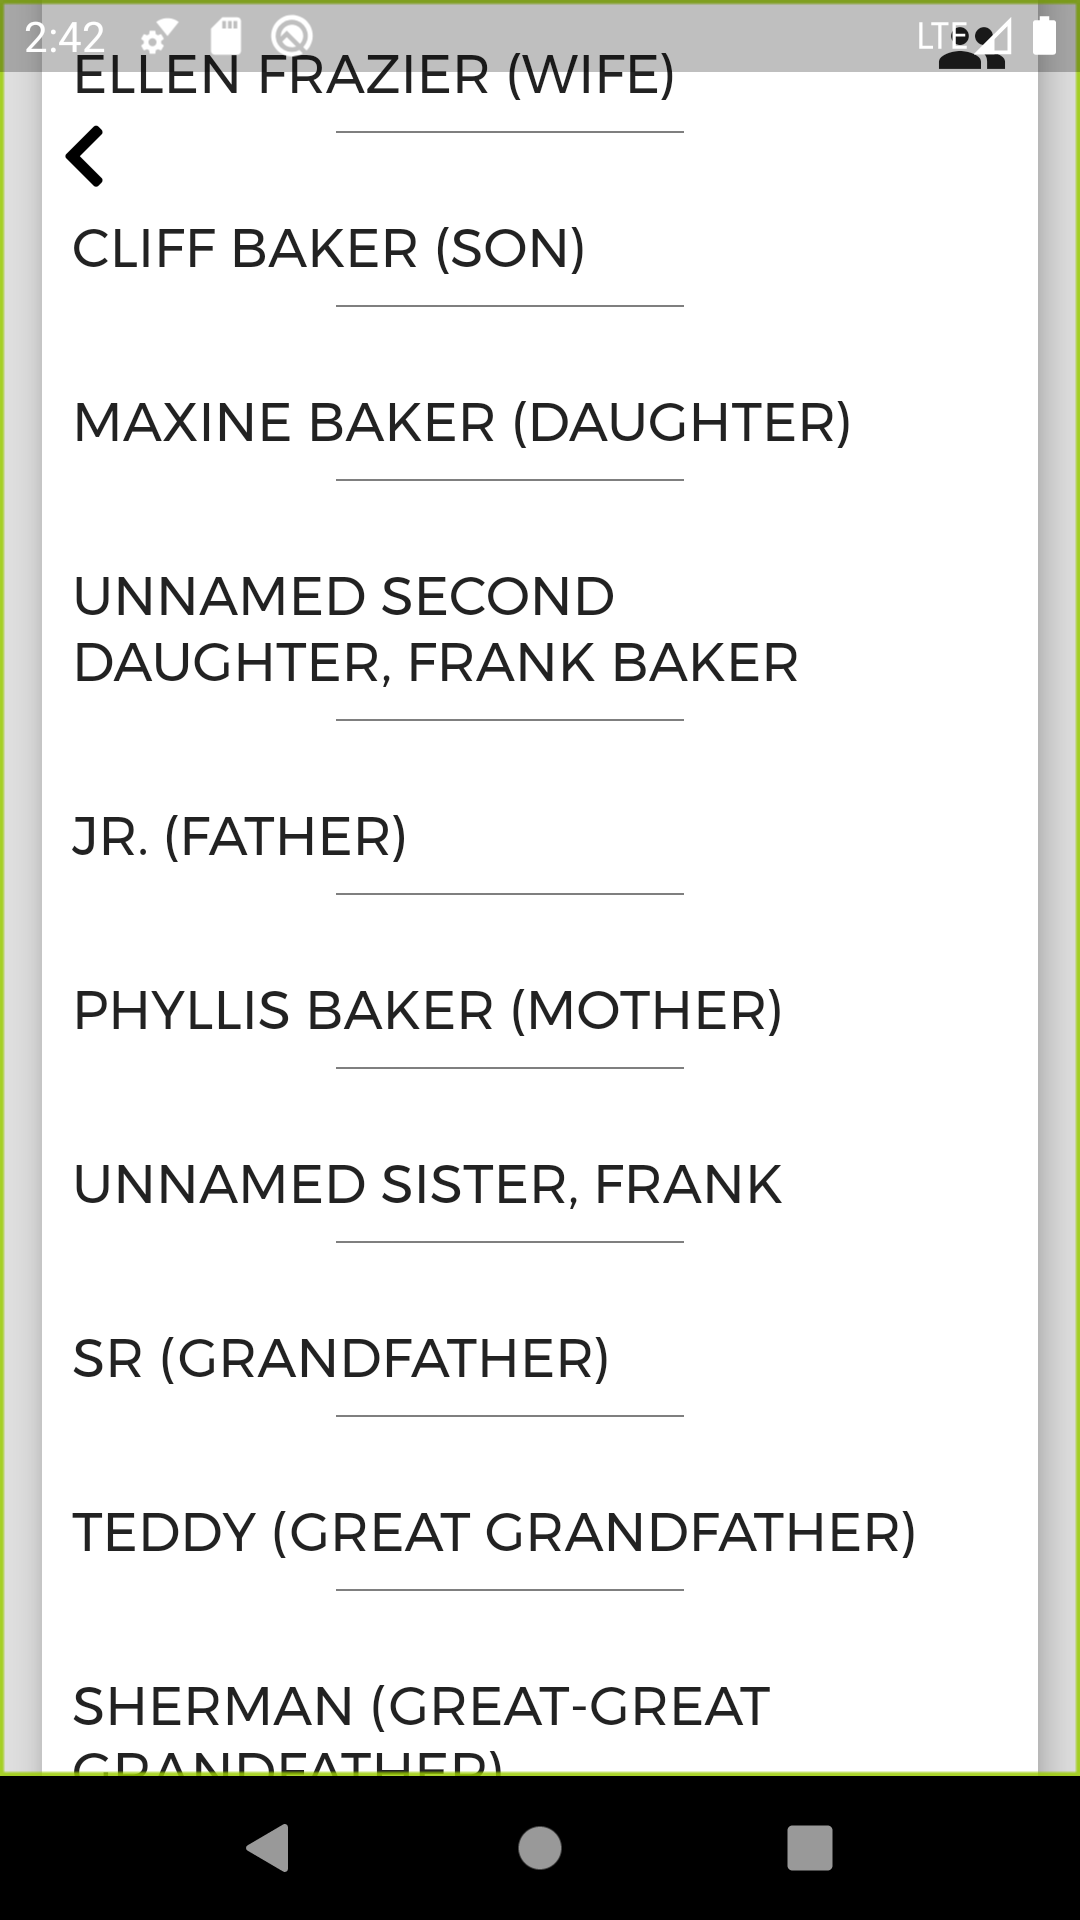 2:42 LTE
ELLEN FRAZIER (WIFE)
CLIFF BAKER (SON)
MAXINE BAKER (DAUGHTER)
UNNAMED SECOND
DAUGHTER, FRANK BAKER
JR. (FATHER)
PHYLLIS BAKER (MOTHER)
UNNAMED SISTER, FRANK
SR (GRANDFATHER)
TEDDY (GREAT GRANDFATHER)
SHERMAN (GREAT-GREAT
GRANDFATHER)